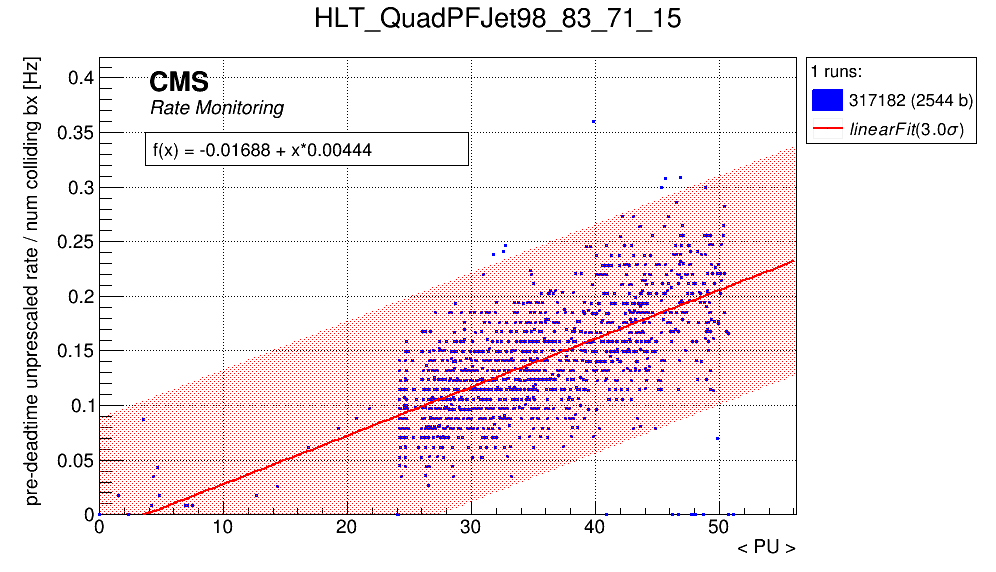 HLT_QuadPFJet98_83_71_15
pre-deadtime unprescaled rate / num colliding bx [Hz]
CMS
Rate Monitoring
f(x) = -0.01688 + x*0.00444
1 runs:
317182 (2544 b)
linearFit(3.0σ)
0.4
0.35
0.3
0.25
0.2
0.15
0.1
0.05
0
0 10 20 30 40 50
< PU >